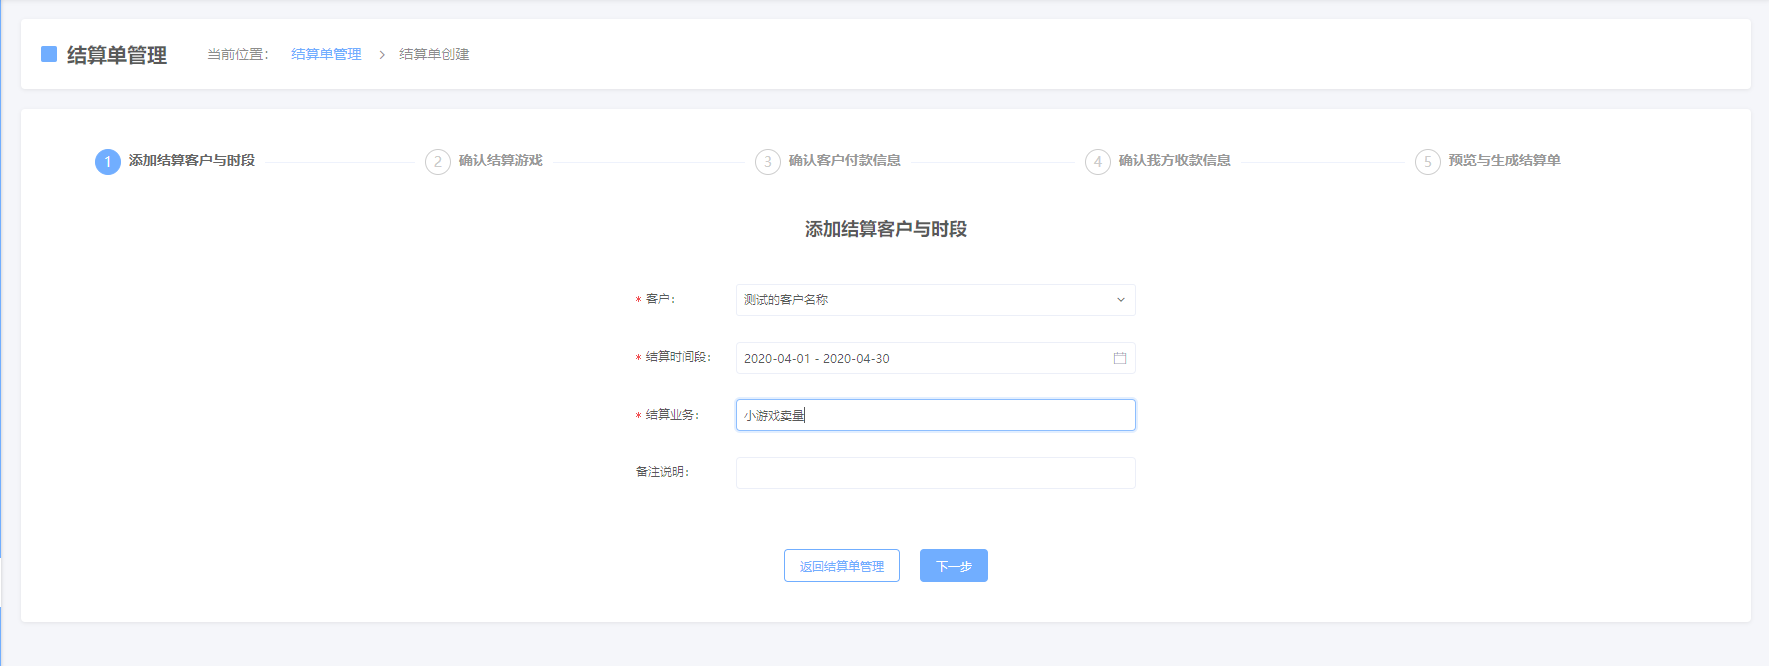 结算单管理 当前位置： 结算单管理 > 结算单创建
1 添加结算客户与时段 2 确认结算游戏 3 确认客户付款信息 4 确认我方收款信息 5 预览与生成结算单
添加结算客户与时段
* 客户： 测试的客户名称
* 结算时间段： 2020-04-01 - 2020-04-30
* 结算业务： 小游戏卖量
备注说明：
返回结算单管理 下一步